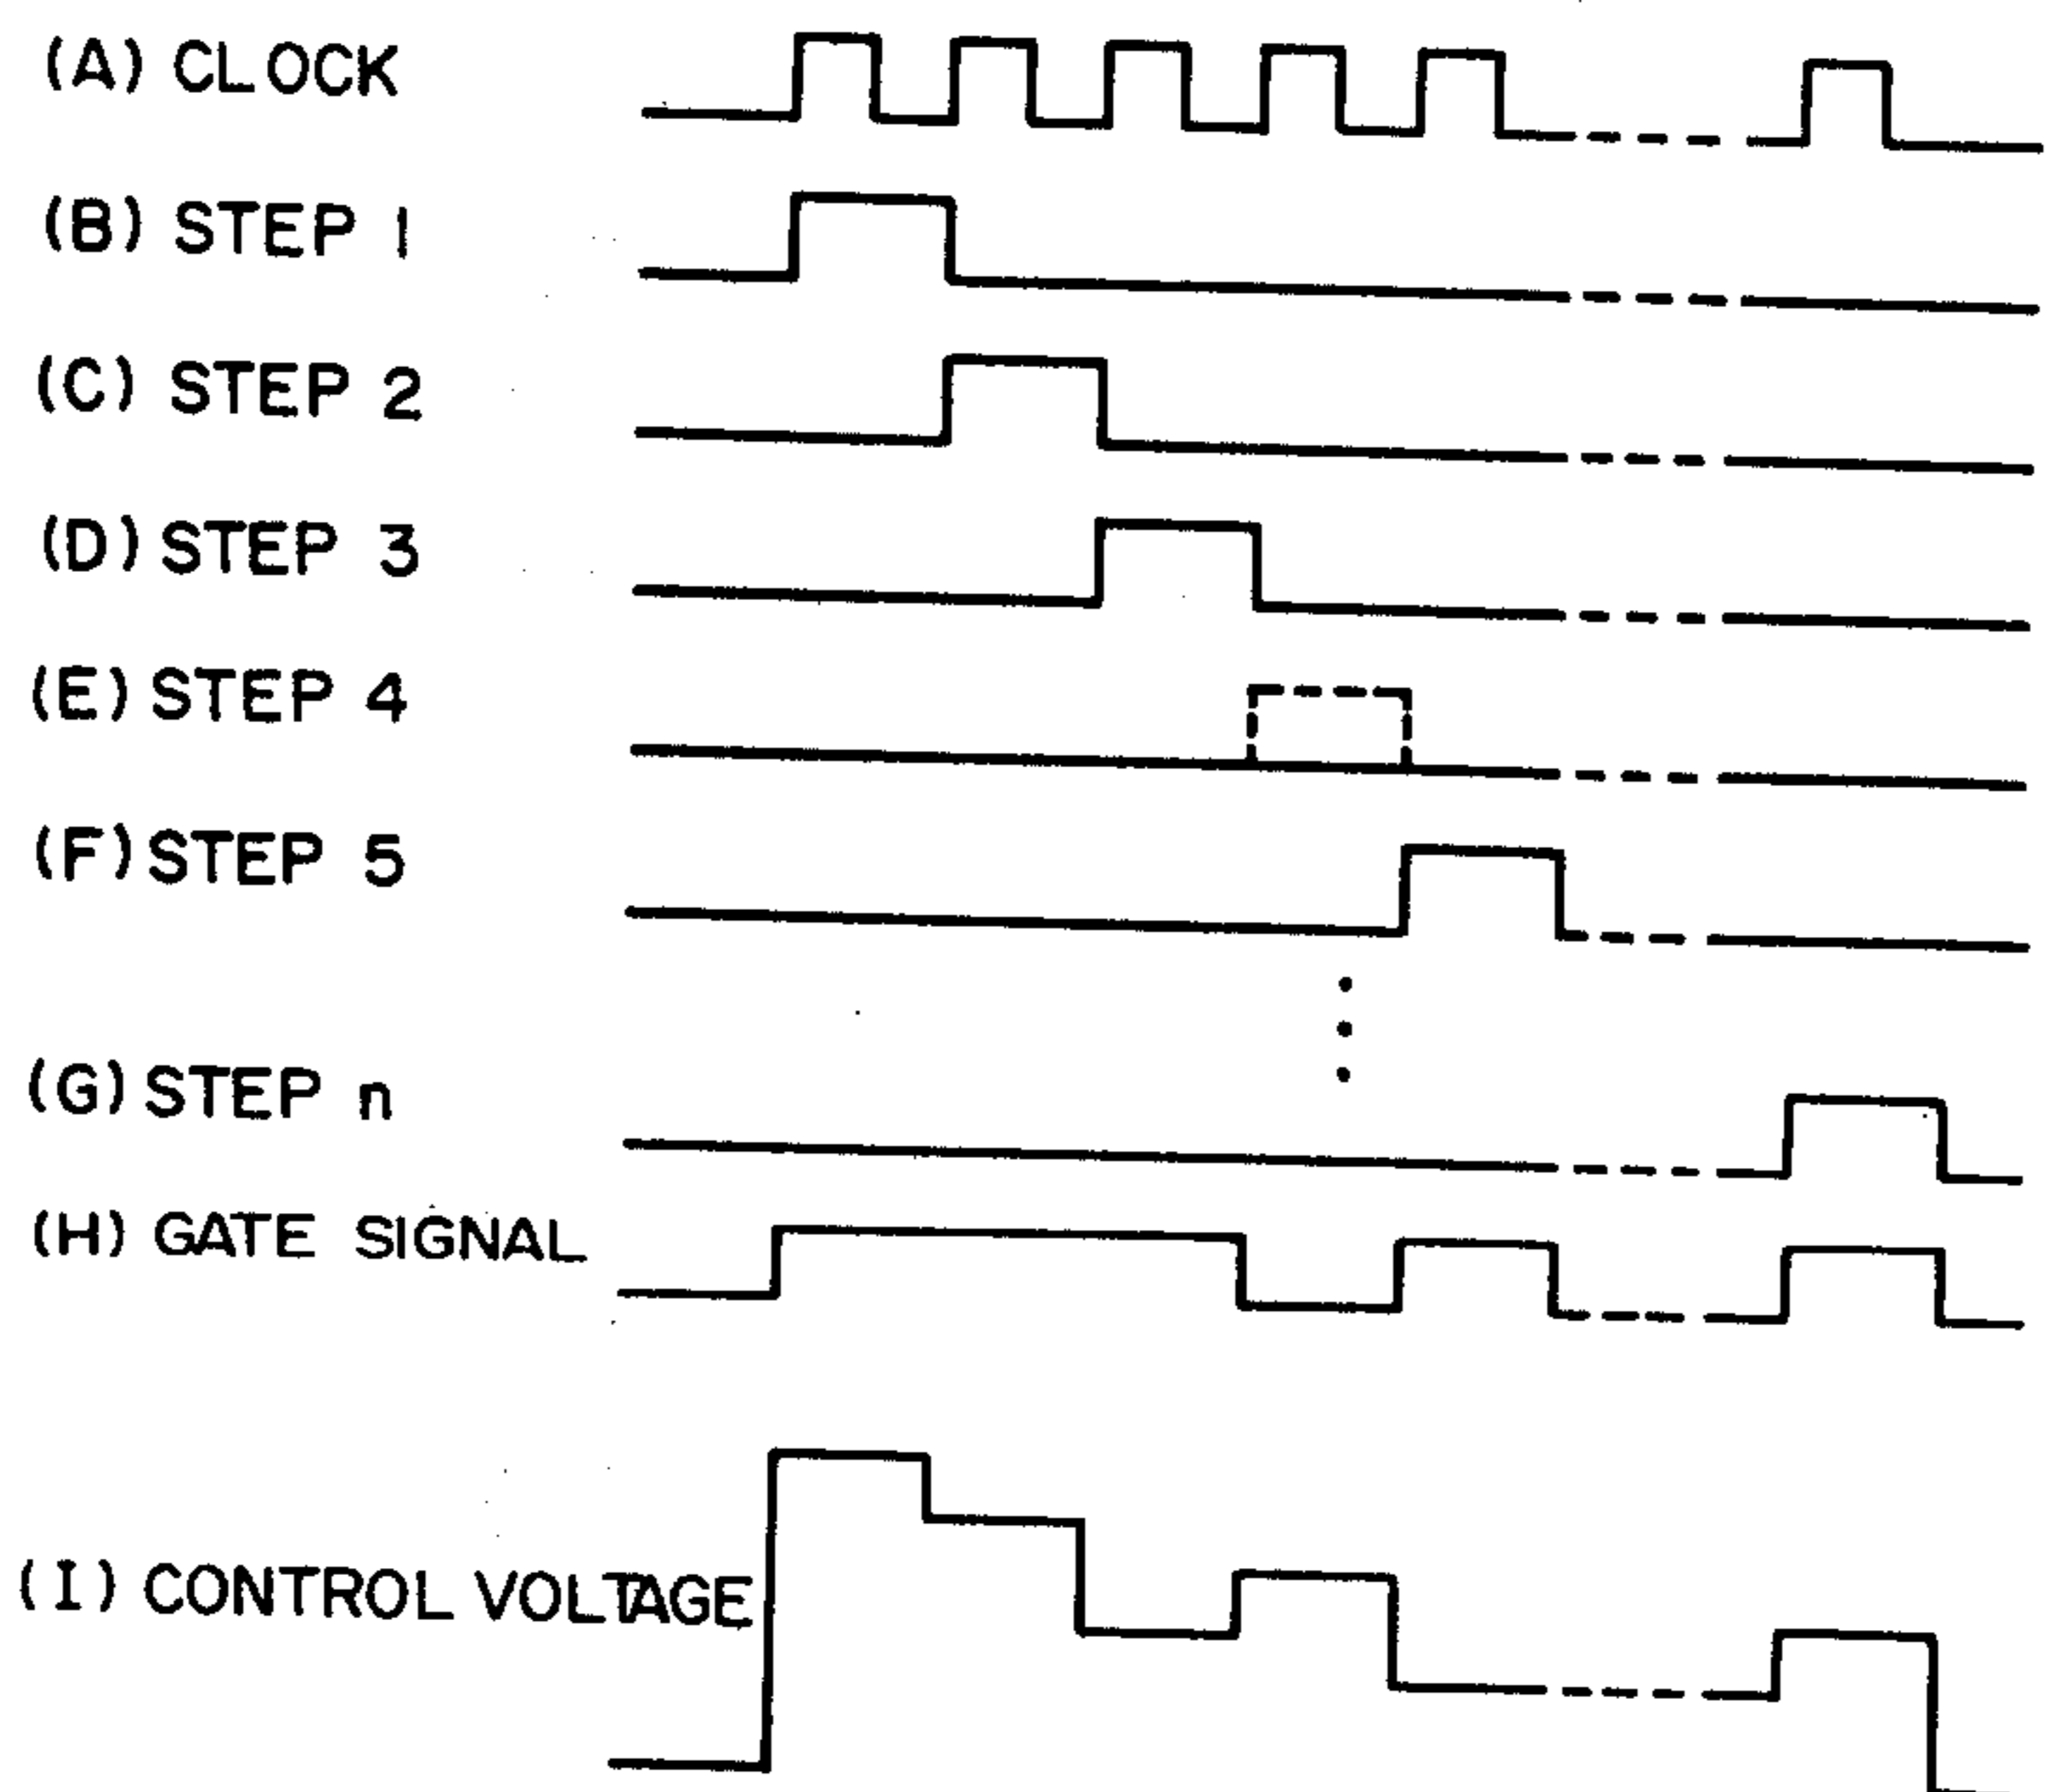 (A) CLOCK
(B) STEP 1
(C) STEP 2
(D) STEP 3
(E) STEP 4
(F) STEP 5
(G) STEP n
(H) GATE SIGNAL
(I) CONTROL VOLTAGE